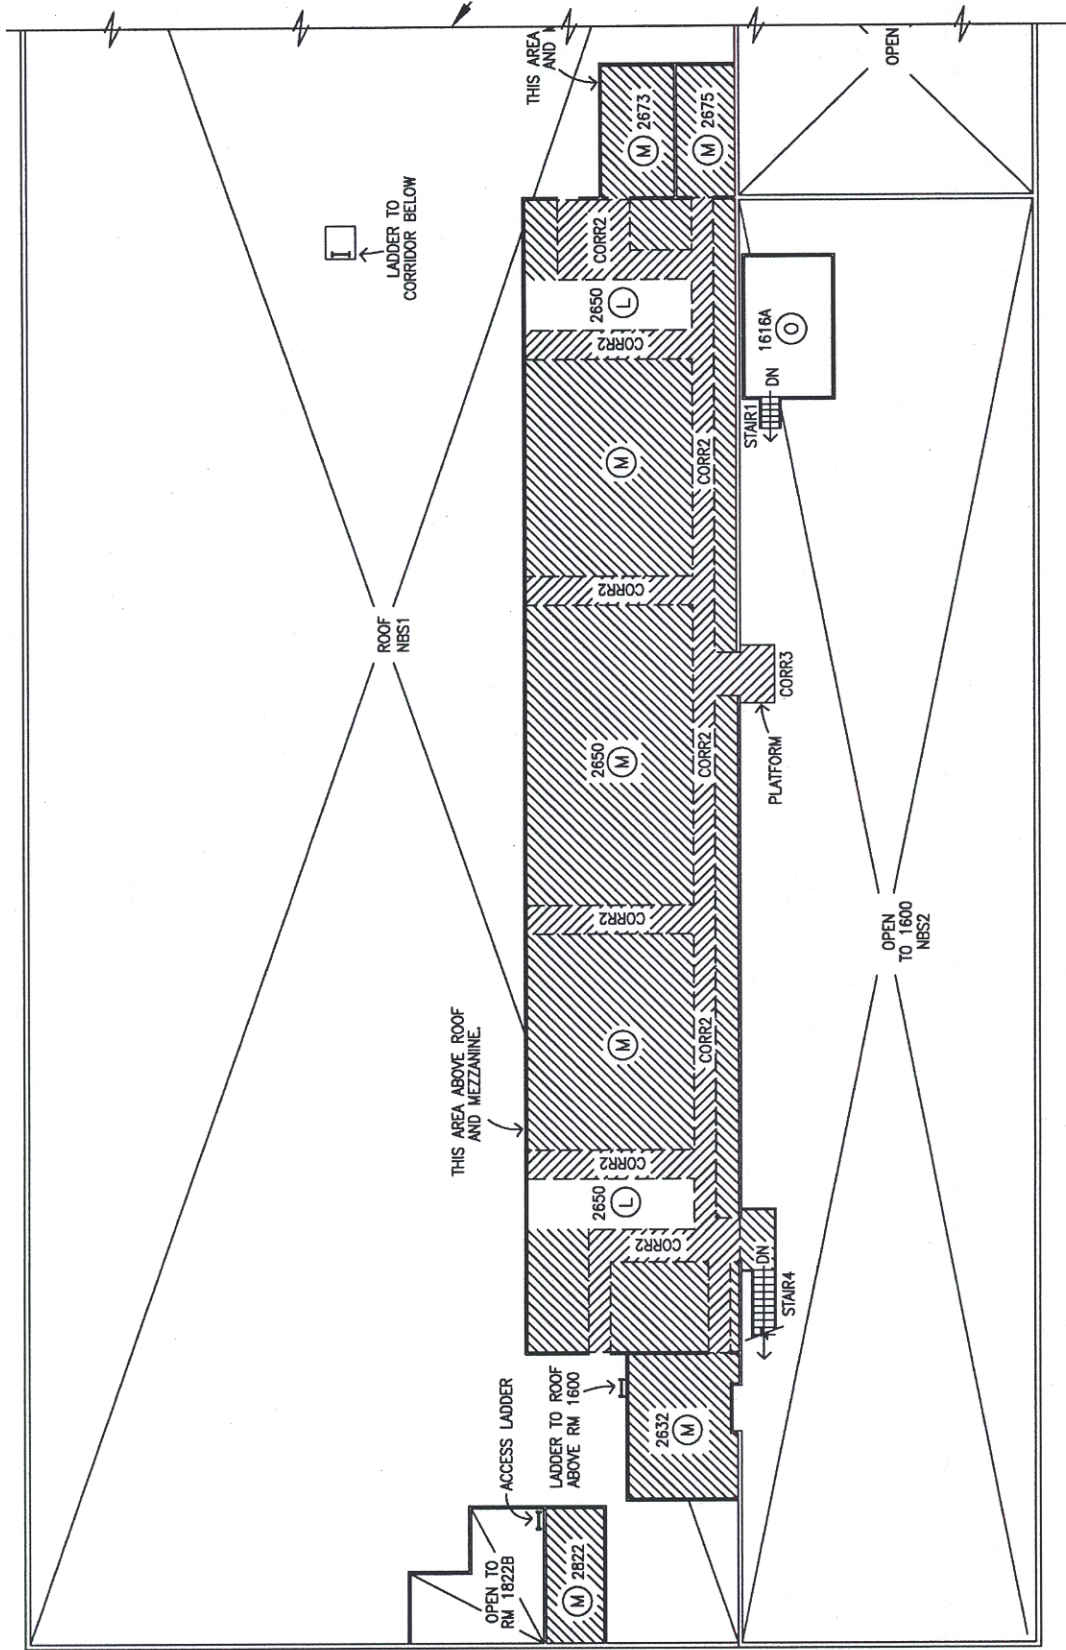 THIS AREA
AND
OPEN
M 2673
M 2675
LADDER TO
CORRIDOR BELOW
CORR2
2650
L
CORR2
1616A
O
DN
STAIR1
M
CORR2
CORR2
ROOF
NBS1
CORR3
PLATFORM
2650
M
CORR2
CORR2
OPEN
TO 1600
NBS2
THIS AREA ABOVE ROOF
AND MEZZANINE.
M
CORR2
CORR2
2650
L
CORR2
DN
STAIR4
LADDER TO ROOF
ABOVE RM 1600
ACCESS LADDER
2632
M
OPEN TO
RM 1822B
M 2822